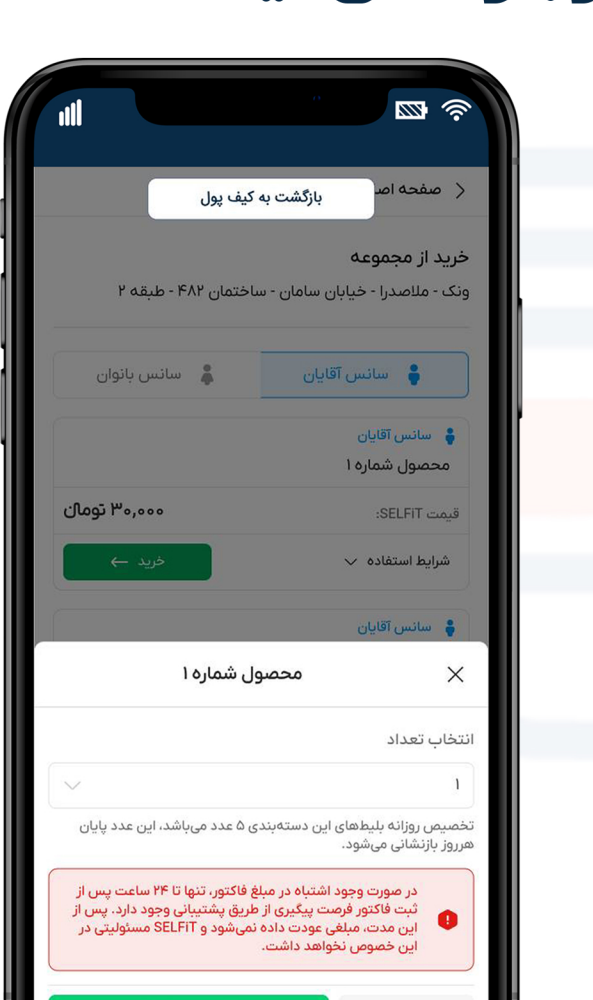 بازگشت به کیف پول
صفحه اصـ
خرید از مجموعه
ونک - ملاصدرا - خیابان سامان - ساختمان ۴۸۲ - طبقه ۲
سانس آقایان
سانس بانوان
سانس آقایان
محصول شماره ۱
قیمت SELFiT:
۳۰,۰۰۰ تومان
شرایط استفاده
خرید
سانس آقایان
محصول شماره ۱
انتخاب تعداد
۱
تخصیص روزانه بلیط‌های این دسته‌بندی ۵ عدد می‌باشد، این عدد پایان
هرروز بازنشانی می‌شود.
در صورت وجود اشتباه در مبلغ فاکتور، تنها تا ۲۴ ساعت پس از
ثبت فاکتور فرصت پیگیری از طریق پشتیبانی وجود دارد. پس از
این مدت، مبلغی عودت داده نمی‌شود و SELFiT مسئولیتی در
این خصوص نخواهد داشت.